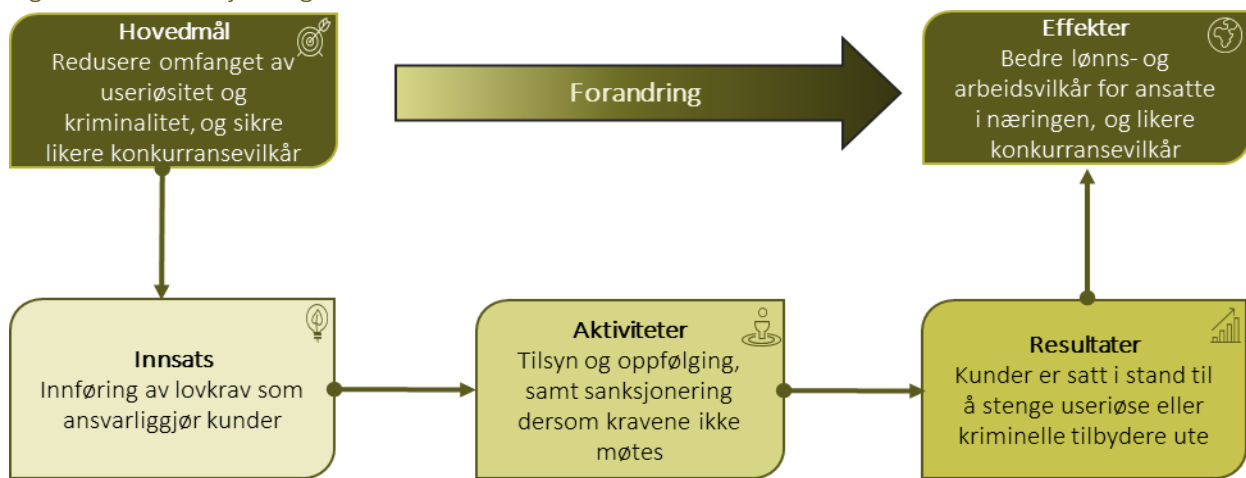 Hovedmål
Redusere omfanget av
useriøsitet og
kriminalitet, og sikre
likere konkurransevilkår
Forandring
Effekter
Bedre lønns- og
arbeidsvilkår for ansatte
i næringen, og likere
konkurransevilkår
Innsats
Innføring av lovkrav som
ansvarliggjør kunder
Aktiviteter
Tilsyn og oppfølging,
samt sanksjonering
dersom kravene ikke
møtes
Resultater
Kunder er satt i stand til
å stenge useriøse eller
kriminelle tilbydere ute